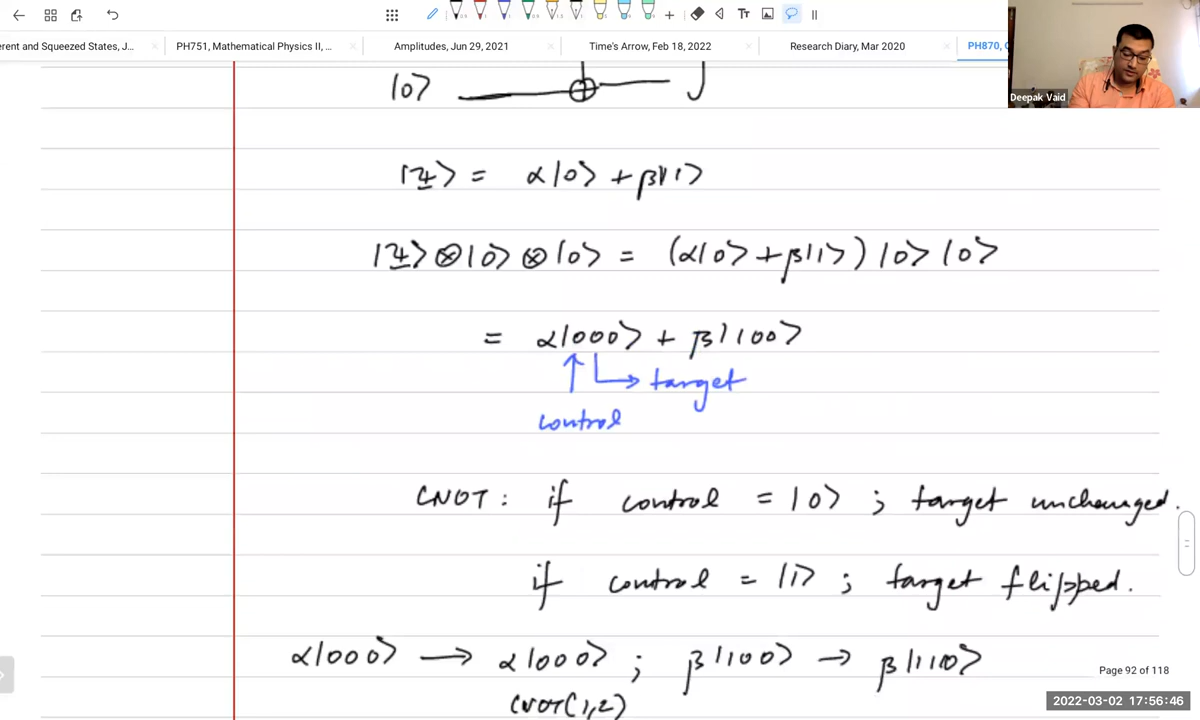 rent and Squeezed States, J...
PH751, Mathematical Physics II, ...
Amplitudes, Jun 29, 2021
Time's Arrow, Feb 18, 2022
Research Diary, Mar 2020
PH870,
Deepak Vaid
|0⟩
|Ψ⟩ = α|0⟩ + β|1⟩
|Ψ⟩ ⊗ |0⟩ ⊗ |0⟩ = (α|0⟩ + β|1⟩) |0⟩ |0⟩
= α|000⟩ + β|100⟩
target
control
CNOT: if control = |0⟩ ; target unchanged.
if control = |1⟩ ; target flipped.
α|000⟩ → α|000⟩ ; β|100⟩ → β|110⟩
CNOT(1,2)
Page 92 of 118
2022-03-02 17:56:46